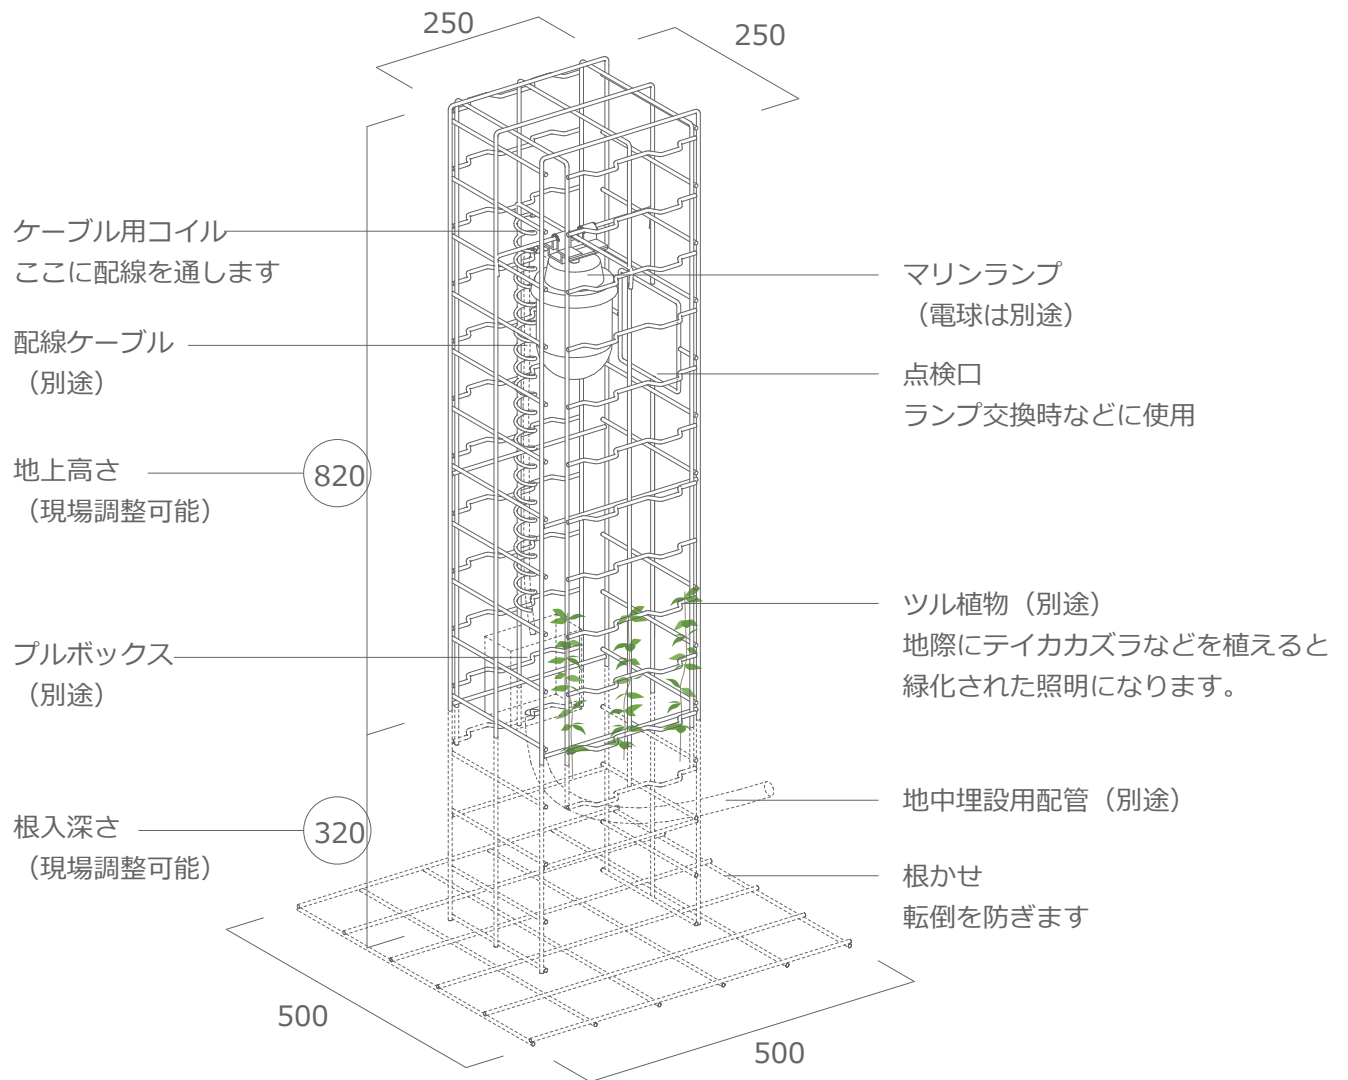 250
250
ケーブル用コイル
ここに配線を通します
配線ケーブル
（別途）
地上高さ
（現場調整可能）
820
プルボックス
（別途）
根入深さ
（現場調整可能）
320
マリンランプ
（電球は別途）
点検口
ランプ交換時などに使用
ツル植物（別途）
地際にテイカカズラなどを植えると
緑化された照明になります。
地中埋設用配管（別途）
根かせ
転倒を防ぎます
500
500